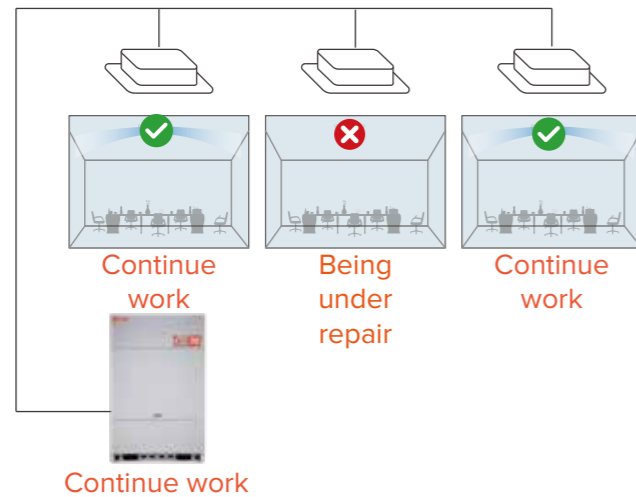 Continue
work
Being
under
repair
Continue
work
Continue work